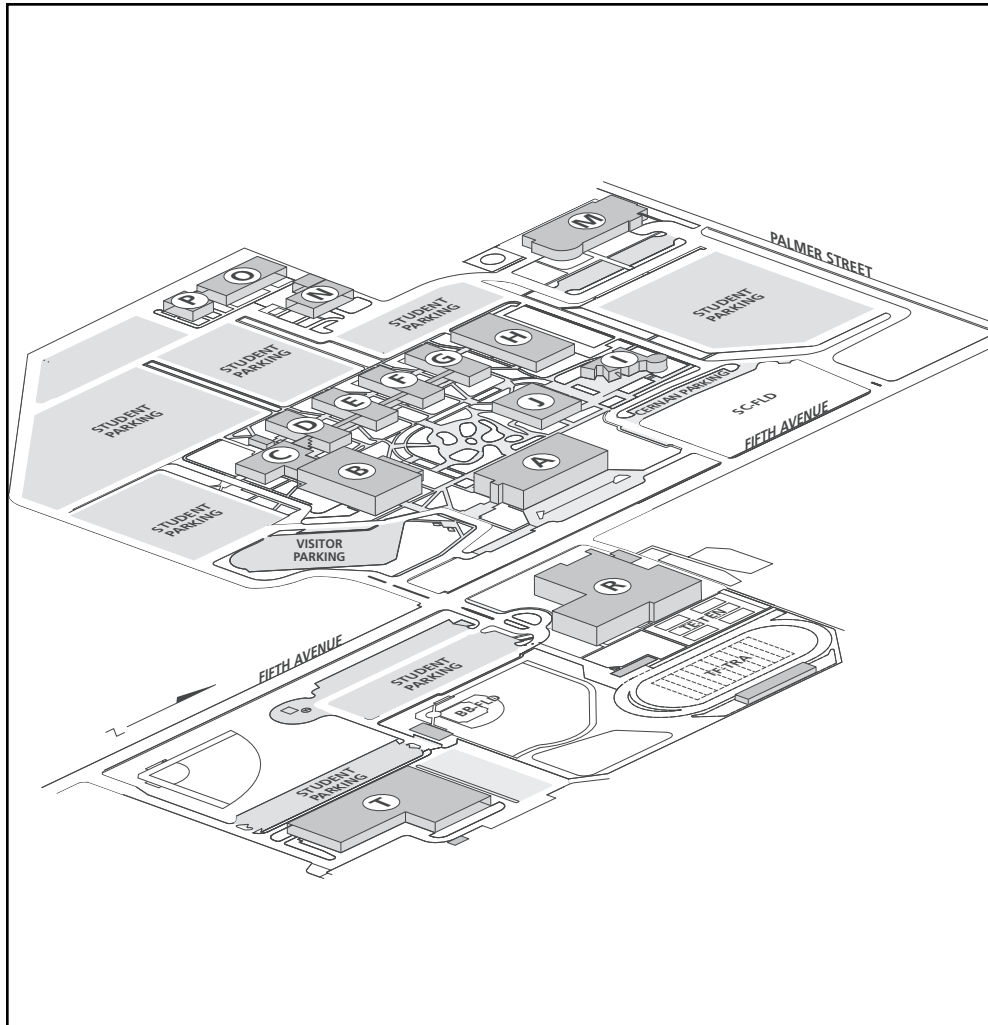 M
PALMER STREET
O
N
P
STUDENT
PARKING
STUDENT
PARKING
H
STUDENT
PARKING
G
I
F
E
J
CERNAN PARKING
SC-FLD
FIFTH AVENUE
STUDENT
PARKING
D
C
B
A
STUDENT
PARKING
VISITOR
PARKING
R
TE-TEN
FIFTH AVENUE
STUDENT
PARKING
TF-TRA
BB-FLD
N
STUDENT
PARKING
T